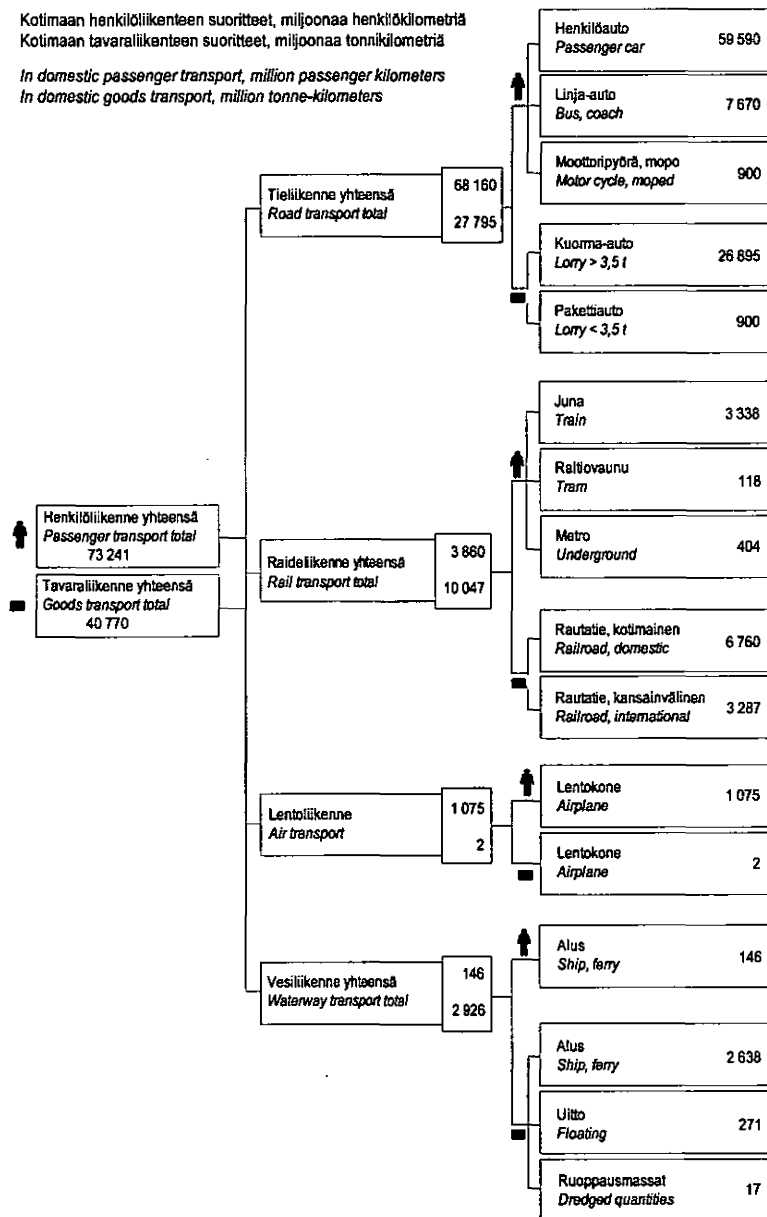 Kotimaan henkilöliikenteen suoritteet, miljoonaa henkilökilometriä
Kotimaan tavaraliikenteen suoritteet, miljoonaa tonnikilometriä
In domestic passenger transport, million passenger kilometers
In domestic goods transport, million tonne-kilometers
Henkilöliikenne yhteensä
Passenger transport total
73 241
Tavaraliikenne yhteensä
Goods transport total
40 770
Tieliikenne yhteensä
Road transport total
68 160
27 795
Henkilöauto
Passenger car
59 590
Linja-auto
Bus, coach
7 670
Moottoripyörä, mopo
Motor cycle, moped
900
Kuorma-auto
Lorry > 3,5 t
26 895
Pakettiauto
Lorry < 3,5 t
900
Raideliikenne yhteensä
Rail transport total
3 860
10 047
Juna
Train
3 338
Raitiovaunu
Tram
118
Metro
Underground
404
Rautatie, kotimainen
Railroad, domestic
6 760
Rautatie, kansainvälinen
Railroad, international
3 287
Lentoliikenne
Air transport
1 075
2
Lentokone
Airplane
1 075
Lentokone
Airplane
2
Vesiliikenne yhteensä
Waterway transport total
146
2 926
Alus
Ship, ferry
146
Alus
Ship, ferry
2 638
Uitto
Floating
271
Ruoppausmassat
Dredged quantities
17